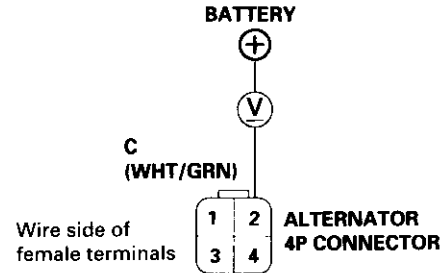 BATTERY
+
V
C
(WHT/GRN)
1 2
3 4
ALTERNATOR
4P CONNECTOR
Wire side of
female terminals